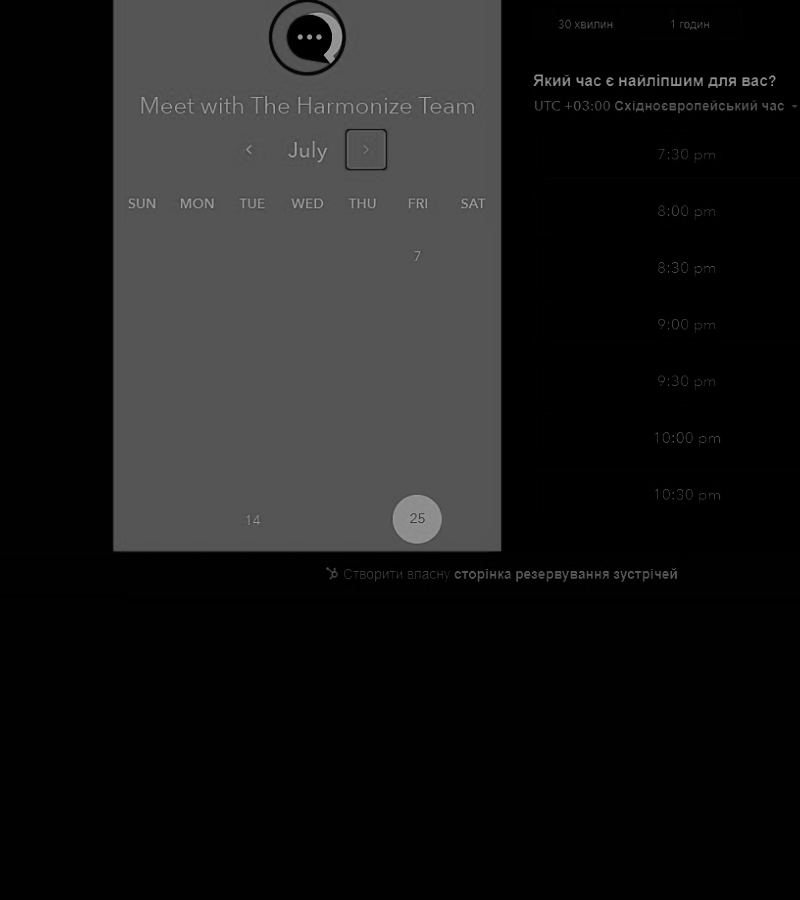 Meet with The Harmonize Team
July
SUN MON TUE WED THU FRI SAT
7
14 25
30 хвилин 1 годин
Який час є найліпшим для вас?
UTC +03:00 Східноєвропейський час
7:30 pm
8:00 pm
8:30 pm
9:00 pm
9:30 pm
10:00 pm
10:30 pm
Створити власну сторінка резервування зустрічей